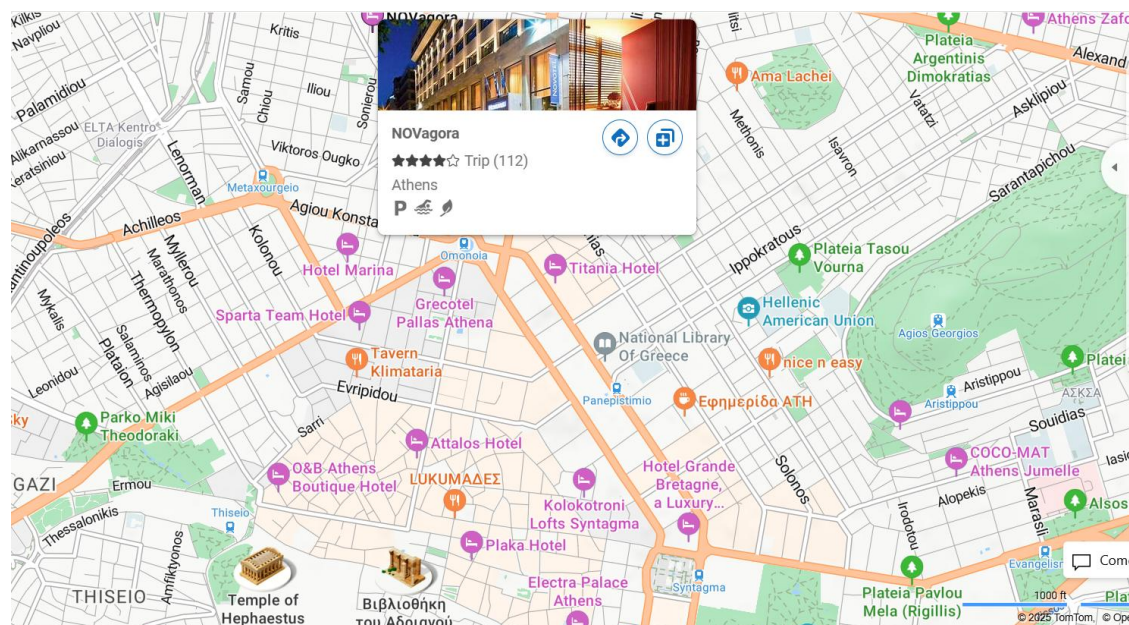 Kilkis
Navpliou
Kritis
NOVagora
Athens Zafo
Plateia
Argentinis
Dimokratias
Alexand
Ama Lachei
Samou
Chiou
Iliou
Sonierou
Palamidiou
Vatatzi
Asklipiou
Methonis
Isavron
ELTA Kentro
Dialogis
Alikarnassou
Keratsiniou
Lenorman
Viktoros Ougko
NOVagora
Trip (112)
Athens
P
Sarantapichou
Metaxourgeio
Achilleos
Agiou Konsta
Kolonou
Myllerou
Marathonos
Thermopylon
Omonoia
Hotel Marina
Titania Hotel
Ippokratous
Plateia Tasou
Vourna
Grecotel
Pallas Athena
Sparta Team Hotel
Hellenic
American Union
Mykalis
Salaminos
Plataion
National Library
Of Greece
Agios Georgios
Tavern
Klimataria
nice n easy
Platei
Leonidou
Agisilaou
Evripidou
Panepistimio
Εφημερίδα ATH
Aristippou
Aristippou
ΑΣΚΣΑ
Souidias
Parko Miki
Theodoraki
Sarri
Attalos Hotel
COCO-MAT
Athens Jumelle
Iasio
O&B Athens
Boutique Hotel
LUKUMAΔΕΣ
Hotel Grande
Bretagne,
a Luxury...
Solonos
GAZI
Ermou
Kolokotroni
Lofts Syntagma
Alopekis
Marasli
Irodotou
Alsos
Thessalonikis
Thiseio
Plaka Hotel
Amfiktyonos
Evangelism
Come
Electra Palace
Athens
Syntagma
THISEIO
Temple of
Hephaestus
Βιβλιοθήκη
του Αδριανού
Plateia Pavlou
Mela (Rigillis)
1000 ft
© 2025 TomTom, © Ope